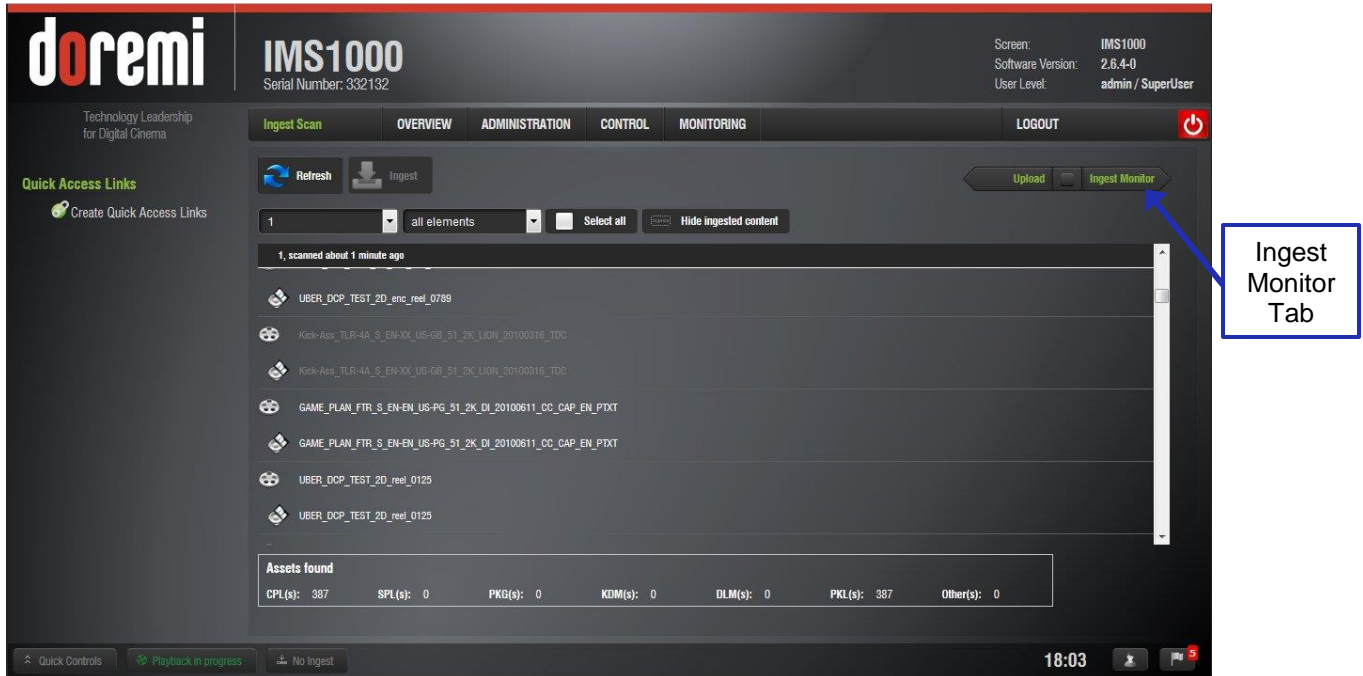 doremi
IMS1000
Serial Number: 332132
Screen: IMS1000
Software Version: 2.6.4-0
User Level: admin / SuperUser
Technology Leadership
for Digital Cinema
Ingest Scan OVERVIEW ADMINISTRATION CONTROL MONITORING LOGOUT
Quick Access Links
Create Quick Access Links
Refresh Ingest Upload Ingest Monitor
1 all elements Select all Hide ingested content
1, scanned about 1 minute ago
UBER_DCP_TEST_2D_enc_reel_0789
Kick-Ass_TLR-4A_S_EN-XX_US-GB_51_2K_LION_20100316_TDC
Kick-Ass_TLR-4A_S_EN-XX_US-GB_51_2K_LION_20100316_TDC
GAME_PLAN_FTR_S_EN-EN_US-PG_51_2K_DI_20100611_CC_CAP_EN_PTXT
GAME_PLAN_FTR_S_EN-EN_US-PG_51_2K_DI_20100611_CC_CAP_EN_PTXT
UBER_DCP_TEST_2D_reel_0125
UBER_DCP_TEST_2D_reel_0125
Assets found
CPL(s): 387 SPL(s): 0 PKG(s): 0 KDM(s): 0 DLM(s): 0 PKL(s): 387 Other(s): 0
Quick Controls Playback in progress No Ingest 18:03 5
Ingest
Monitor
Tab